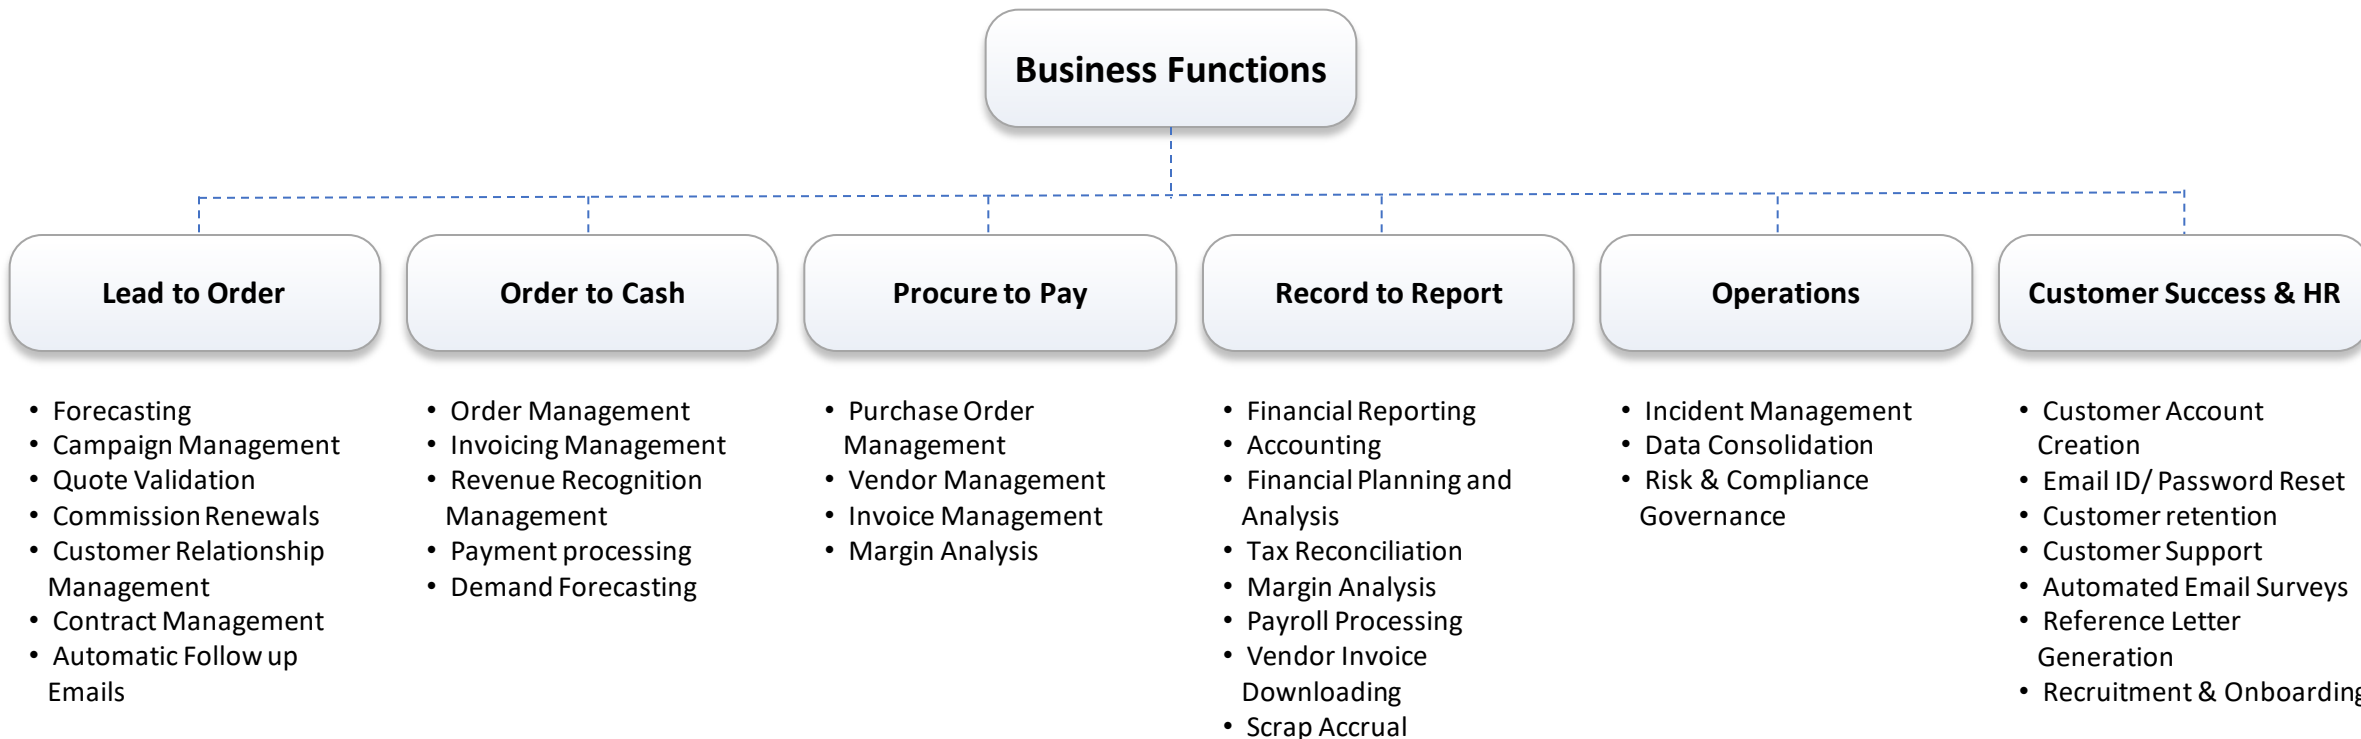 Business Functions
Lead to Order
Order to Cash
Procure to Pay
Record to Report
Operations
Customer Success & HR
• Forecasting
• Campaign Management
• Quote Validation
• Commission Renewals
• Customer Relationship
Management
• Contract Management
• Automatic Follow up
Emails
• Order Management
• Invoicing Management
• Revenue Recognition
Management
• Payment processing
• Demand Forecasting
• Purchase Order
Management
• Vendor Management
• Invoice Management
• Margin Analysis
• Financial Reporting
• Accounting
• Financial Planning and
Analysis
• Tax Reconciliation
• Margin Analysis
• Payroll Processing
• Vendor Invoice
Downloading
• Scrap Accrual
• Incident Management
• Data Consolidation
• Risk & Compliance
Governance
• Customer Account
Creation
• Email ID/ Password Reset
• Customer retention
• Customer Support
• Automated Email Surveys
• Reference Letter
Generation
• Recruitment & Onboarding